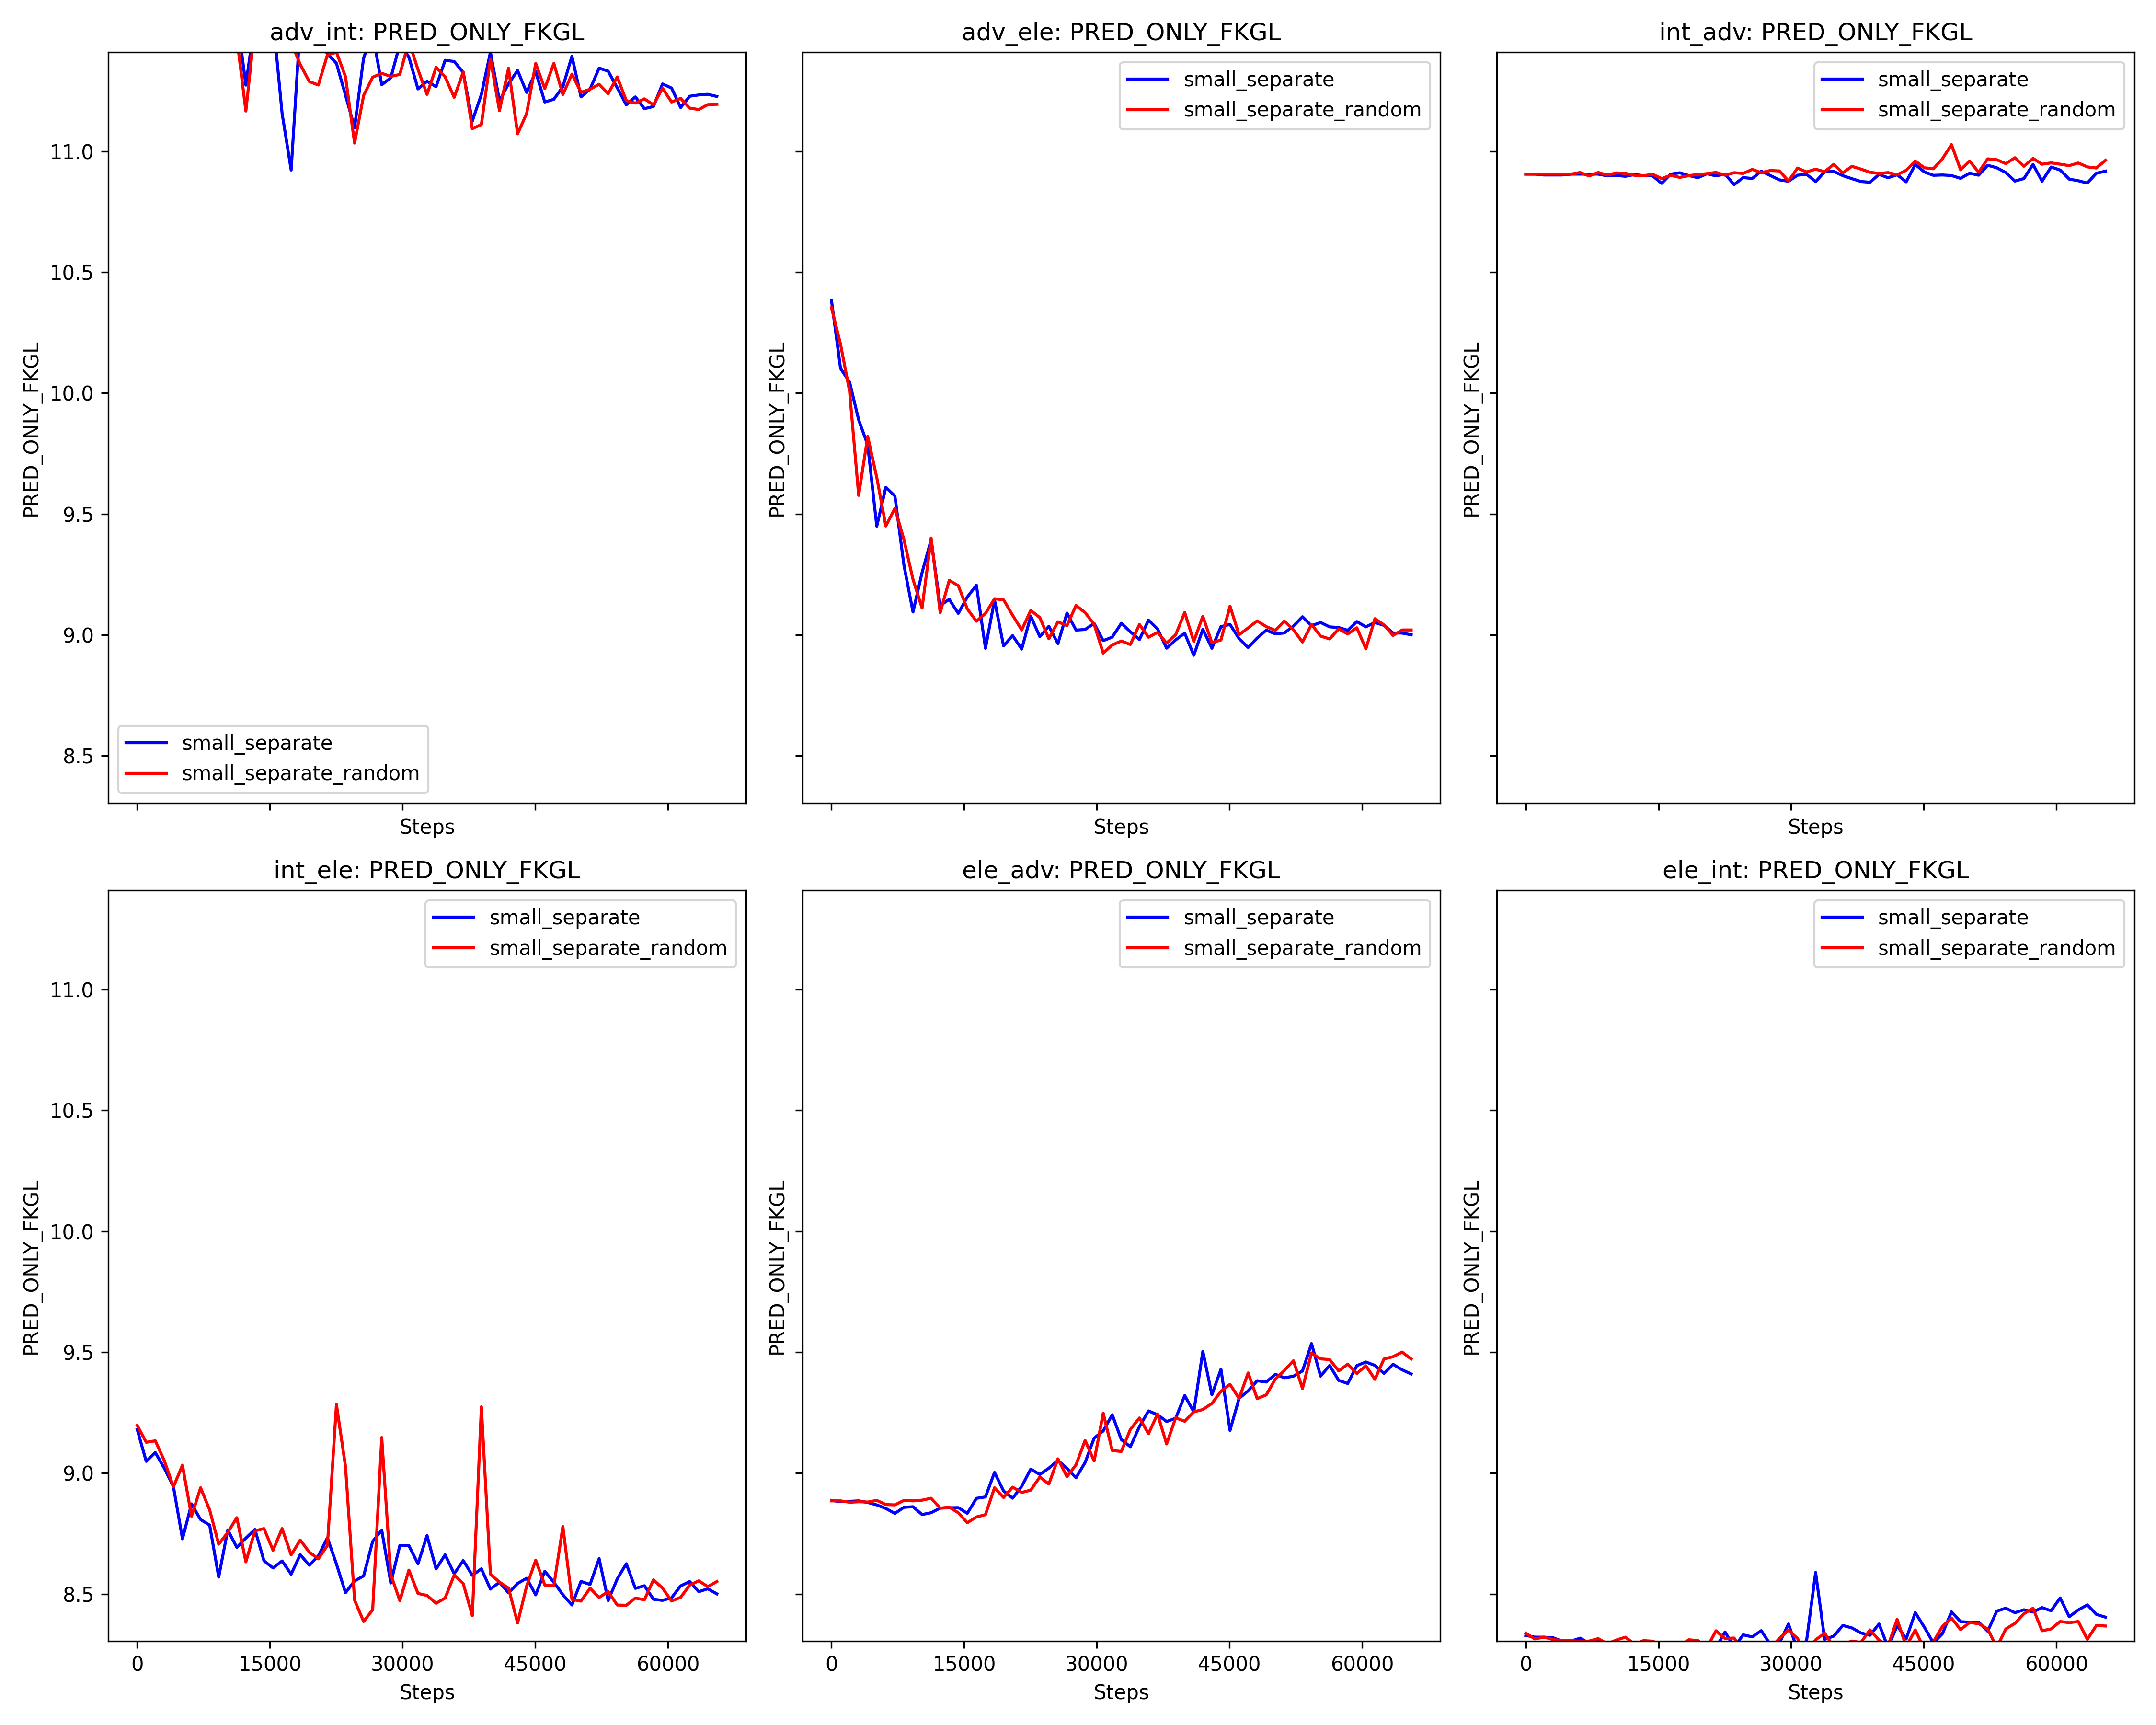 adv_int: PRED_ONLY_FKGL
PRED_ONLY_FKGL
11.0
10.5
10.0
9.5
9.0
8.5
small_separate
small_separate_random
Steps
adv_ele: PRED_ONLY_FKGL
PRED_ONLY_FKGL
small_separate
small_separate_random
Steps
int_adv: PRED_ONLY_FKGL
PRED_ONLY_FKGL
small_separate
small_separate_random
Steps
int_ele: PRED_ONLY_FKGL
PRED_ONLY_FKGL
small_separate
small_separate_random
11.0
10.5
10.0
9.5
9.0
8.5
0 15000 30000 45000 60000
Steps
ele_adv: PRED_ONLY_FKGL
PRED_ONLY_FKGL
small_separate
small_separate_random
0 15000 30000 45000 60000
Steps
ele_int: PRED_ONLY_FKGL
PRED_ONLY_FKGL
small_separate
small_separate_random
0 15000 30000 45000 60000
Steps